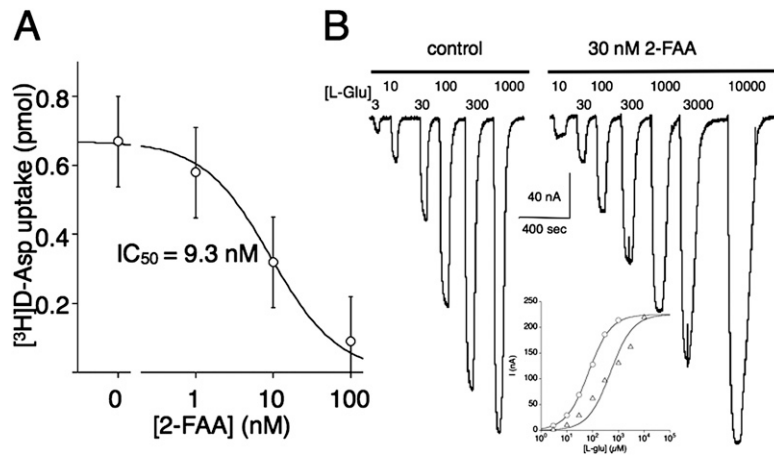 A
[³H]D-Asp uptake (pmol)
0.8
0.6
0.4
0.2
IC₅₀ = 9.3 nM
0 1 10 100
[2-FAA] (nM)
B
control 30 nM 2-FAA
[L-Glu] 10 100 1000 10 100 1000 10000
3 30 300 30 300 3000
40 nA
400 sec
I (nA)
250
200
150
100
50
0
10⁰ 10¹ 10² 10³ 10⁴ 10⁵
[L-glu] (µM)